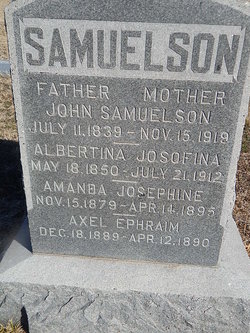 SAMUELSON
FATHER MOTHER
JOHN SAMUELSON
JULY 11, 1839 – NOV. 15, 1919
ALBERTINA JOSOFINA
MAY 18, 1850 – JULY 21, 1912
AMANDA JOSEPHINE
NOV. 15, 1879 – APR. 14, 1895
AXEL EPHRAIM
DEC. 18, 1889 – APR. 12, 1890